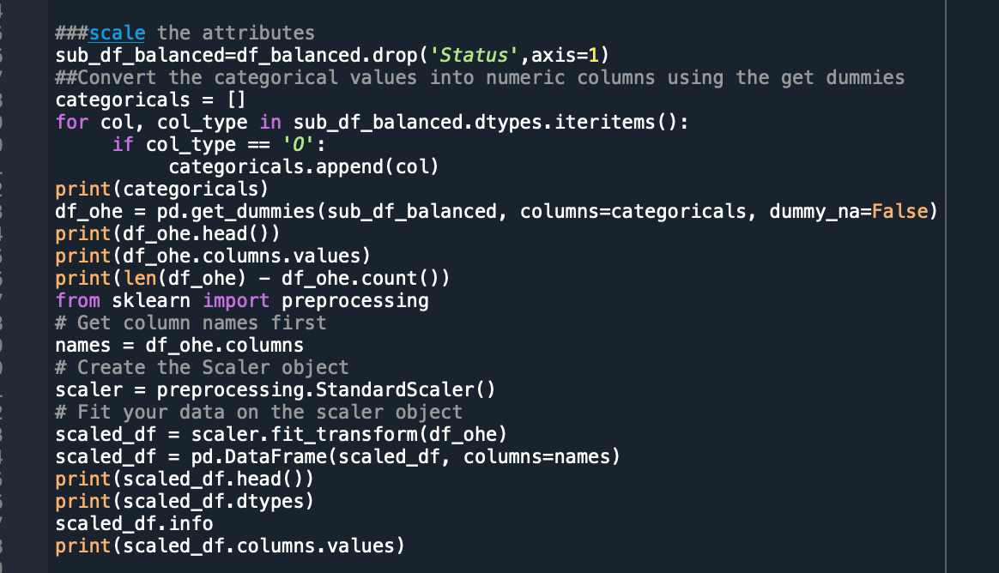 ###scale the attributes
sub_df_balanced=df_balanced.drop('Status',axis=1)
##Convert the categorical values into numeric columns using the get dummies
categoricals = []
for col, col_type in sub_df_balanced.dtypes.iteritems():
     if col_type == 'O':
          categoricals.append(col)
print(categoricals)
df_ohe = pd.get_dummies(sub_df_balanced, columns=categoricals, dummy_na=False)
print(df_ohe.head())
print(df_ohe.columns.values)
print(len(df_ohe) - df_ohe.count())
from sklearn import preprocessing
# Get column names first
names = df_ohe.columns
# Create the Scaler object
scaler = preprocessing.StandardScaler()
# Fit your data on the scaler object
scaled_df = scaler.fit_transform(df_ohe)
scaled_df = pd.DataFrame(scaled_df, columns=names)
print(scaled_df.head())
print(scaled_df.dtypes)
scaled_df.info
print(scaled_df.columns.values)